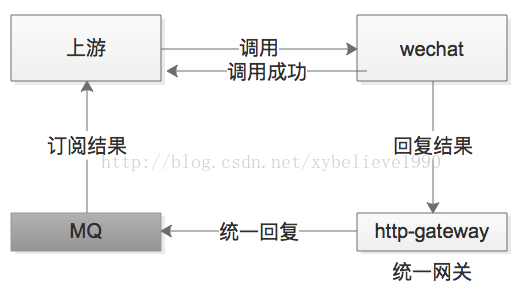 上游
调用
wechat
调用成功
订阅结果
回复结果
http://blog.csdn.net/xybelieve1990
MQ
统一回复
http-gateway
统一网关